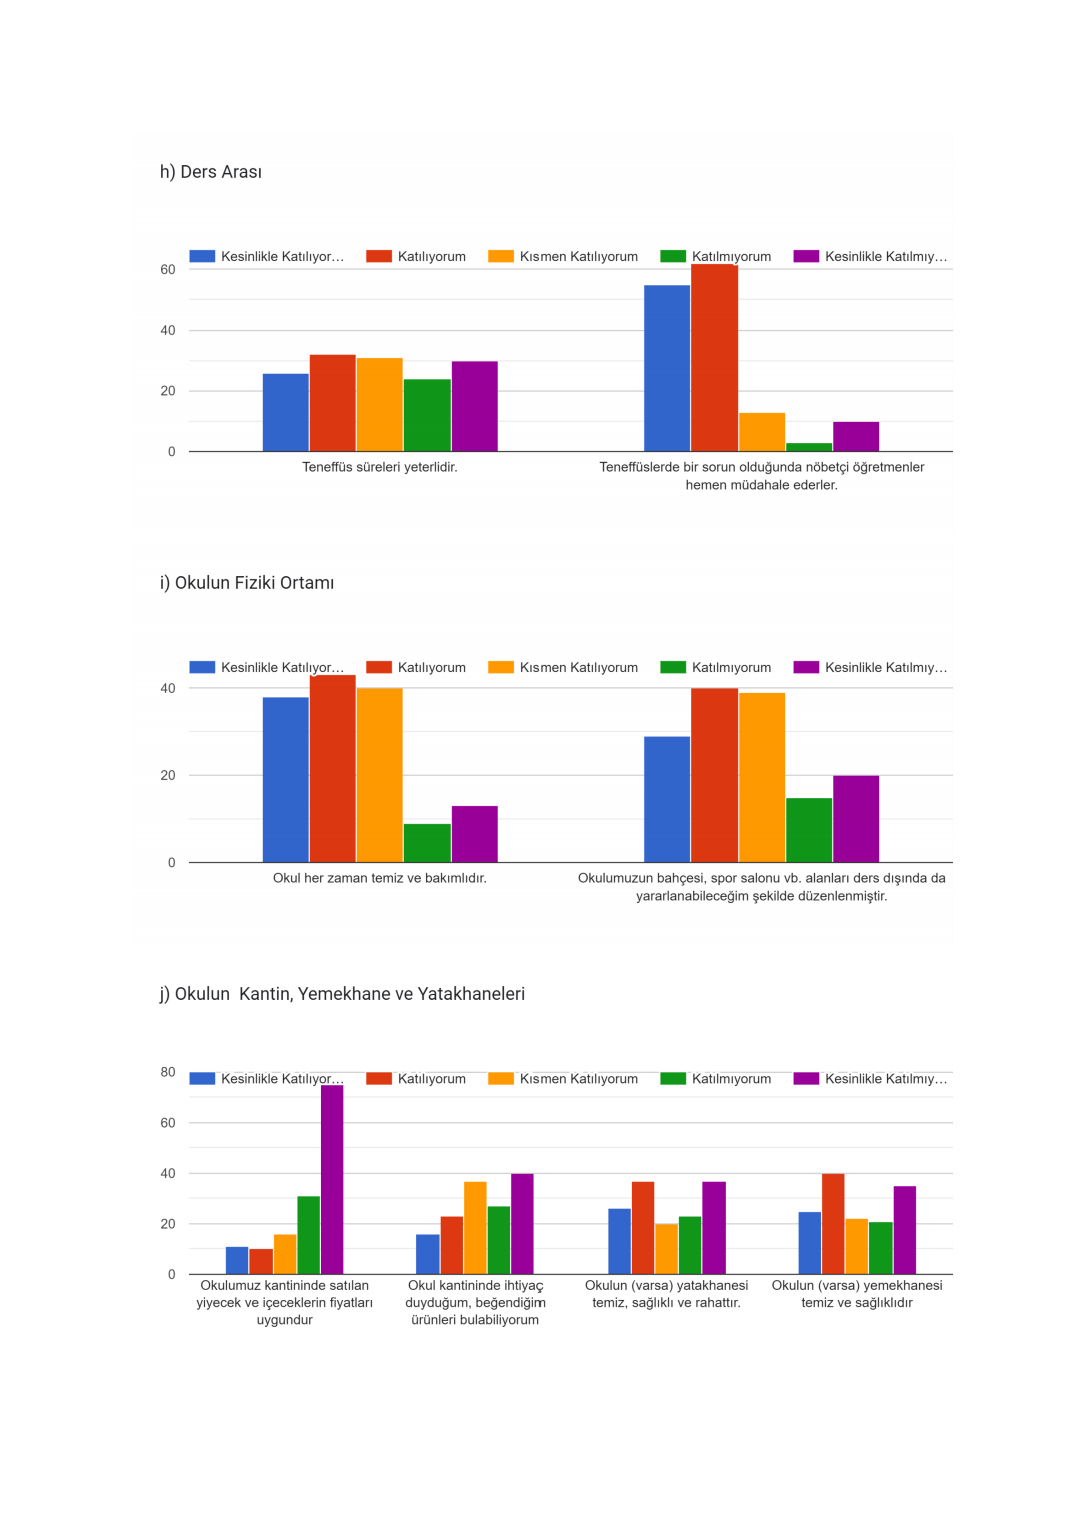 h) Ders Arası
Kesinlikle Katılıyor… Katılıyorum Kısmen Katılıyorum Katılmıyorum Kesinlikle Katılmıy…
60
40
20
0
Teneffüs süreleri yeterlidir.
Teneffüslerde bir sorun olduğunda nöbetçi öğretmenler
hemen müdahale ederler.
i) Okulun Fiziki Ortamı
Kesinlikle Katılıyor… Katılıyorum Kısmen Katılıyorum Katılmıyorum Kesinlikle Katılmıy…
40
20
0
Okul her zaman temiz ve bakımlıdır.
Okulumuzun bahçesi, spor salonu vb. alanları ders dışında da
yararlanabileceğim şekilde düzenlenmiştir.
j) Okulun  Kantin, Yemekhane ve Yatakhaneleri
80
Kesinlikle Katılıyor… Katılıyorum Kısmen Katılıyorum Katılmıyorum Kesinlikle Katılmıy…
60
40
20
0
Okulumuz kantininde satılan
yiyecek ve içeceklerin fiyatları
uygundur
Okul kantininde ihtiyaç
duyduğum, beğendiğim
ürünleri bulabiliyorum
Okulun (varsa) yatakhanesi
temiz, sağlıklı ve rahattır.
Okulun (varsa) yemekhanesi
temiz ve sağlıklıdır